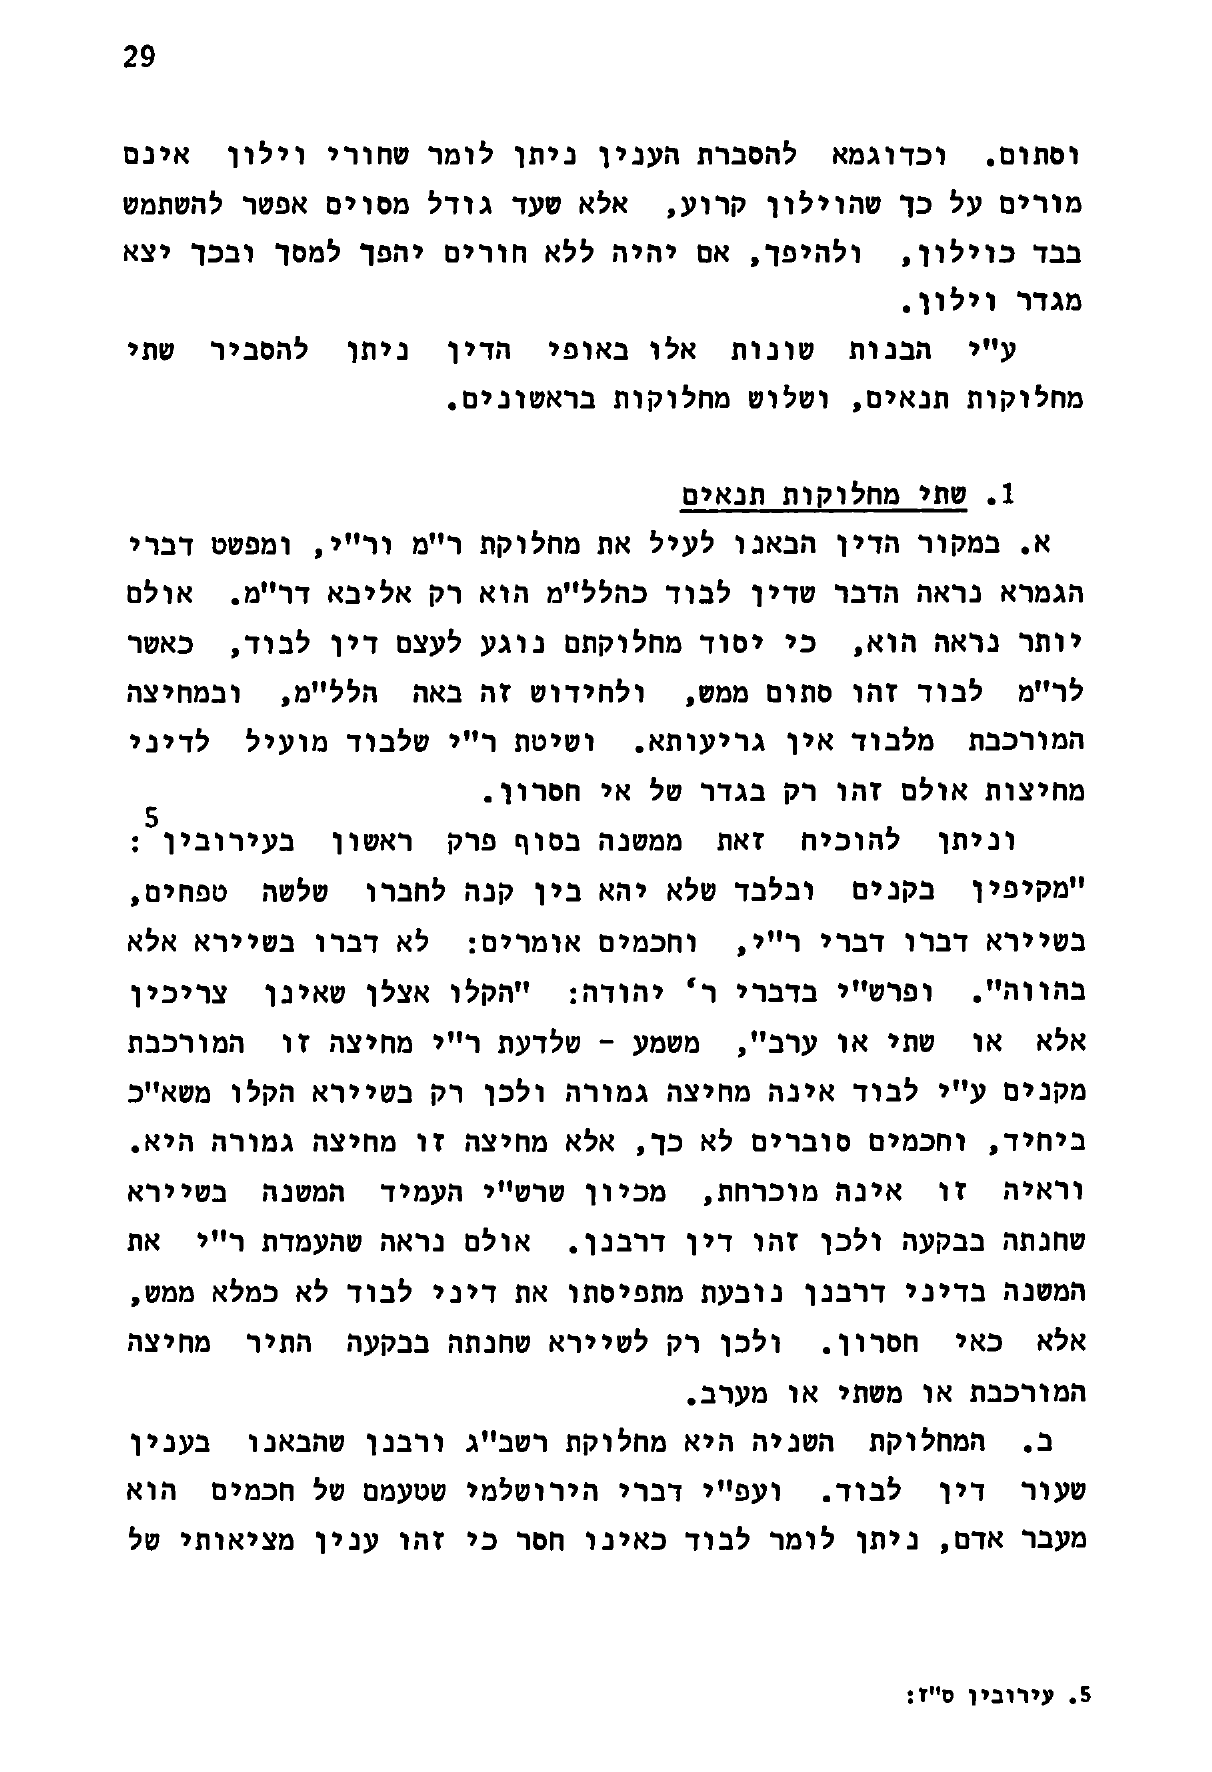 29
וסתום. וכדוגמא להסברת הענין ניתן לומר שחורי וילון אינם
מורים על כך שהוילון קרוע, אלא שעד גודל מסוים אפשר להשתמש
בבד כוילון, ולהיפך, אם יהיה ללא חורים יהפך למסך ובכך יצא
מגדר וילון.
ע"י הבנות שונות אלו באופי הדין ניתן להסביר שתי
מחלוקות תנאים, ושלוש מחלוקות בראשונים.
1. שתי מחלוקות תנאים
א. במקור הדין הבאנו לעיל את מחלוקת ר"מ ור"י, ומפשט דברי
הגמרא נראה הדבר שדין לבוד כהלל"מ הוא רק אליבא דר"מ. אולם
יותר נראה הוא, כי יסוד מחלוקתם נוגע לעצם דין לבוד, כאשר
לר"מ לבוד זהו סתום ממש, ולחידוש זה באה הלל"מ, ובמחיצה
המורכבת מלבוד אין גריעותא. ושיטת ר"י שלבוד מועיל לדיני
מחיצות אולם זהו רק בגדר של אי חסרון.
וניתן להוכיח זאת ממשנה בסוף פרק ראשון בעירובין5:
"מקיפין בקנים ובלבד שלא יהא בין קנה לחברו שלשה טפחים,
בשיירא דברו דברי ר"י, וחכמים אומרים: לא דברו בשיירא אלא
בהווה". ופרש"י בדברי ר' יהודה: "הקלו אצלן שאינן צריכין
אלא או שתי או ערב", משמע - שלדעת ר"י מחיצה זו המורכבת
מקנים ע"י לבוד אינה מחיצה גמורה ולכן רק בשיירא הקלו משא"כ
ביחיד, וחכמים סוברים לא כך, אלא מחיצה זו מחיצה גמורה היא.
וראיה זו אינה מוכרחת, מכיון שרש"י העמיד המשנה בשיירא
שחנתה בבקעה ולכן זהו דין דרבנן. אולם נראה שהעמדת ר"י את
המשנה בדיני דרבנן נובעת מתפיסתו את דיני לבוד לא כמלא ממש,
אלא כאי חסרון. ולכן רק לשיירא שחנתה בבקעה התיר מחיצה
המורכבת או משתי או מערב.
ב. המחלוקת השניה היא מחלוקת רשב"ג ורבנן שהבאנו בענין
שעור דין לבוד. ועפ"י דברי הירושלמי שטעמם של חכמים הוא
מעבר אדם, ניתן לומר לבוד כאינו חסר כי זהו ענין מציאותי של
5. עירובין ס"ז: